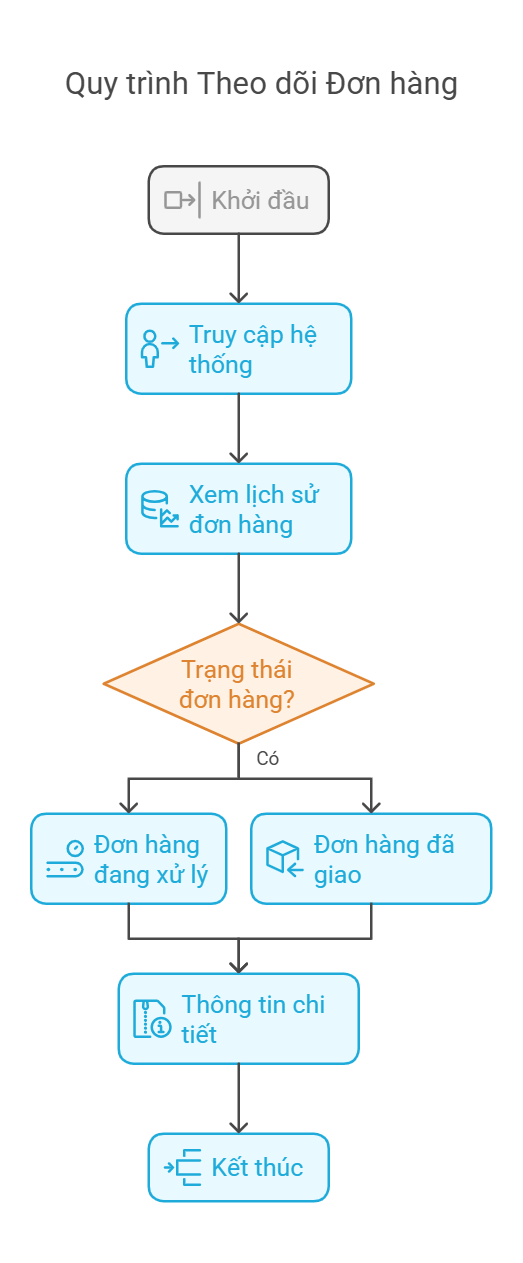 Quy trình Theo dõi Đơn hàng
Khởi đầu
Truy cập hệ
thống
Xem lịch sử
đơn hàng
Trạng thái
đơn hàng?
Có
Đơn hàng
đang xử lý
Đơn hàng đã
giao
Thông tin chi
tiết
Kết thúc